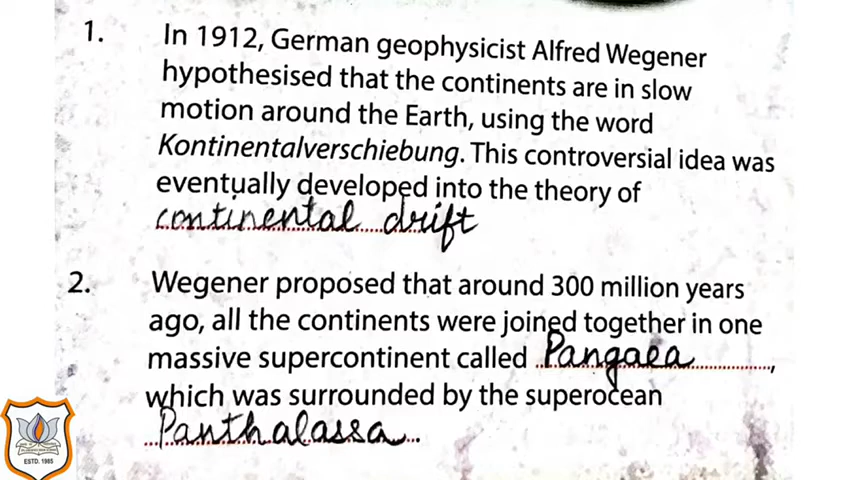 1. In 1912, German geophysicist Alfred Wegener
hypothesised that the continents are in slow
motion around the Earth, using the word
Kontinentalverschiebung. This controversial idea was
eventually developed into the theory of
continental drift
2. Wegener proposed that around 300 million years
ago, all the continents were joined together in one
massive supercontinent called Pangaea,
which was surrounded by the superocean
Panthalassa.
ESTD. 1985